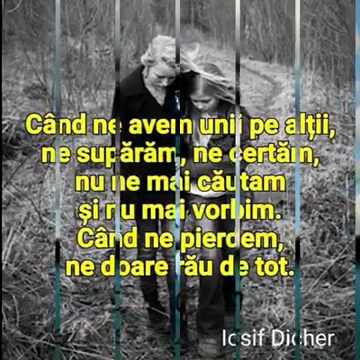 Când ne avem unii pe alții,
ne supărăm, ne certăm,
nu ne mai căutam
și nu mai vorbim.
Când ne pierdem,
ne doare rău de tot.
Iosif Dicher